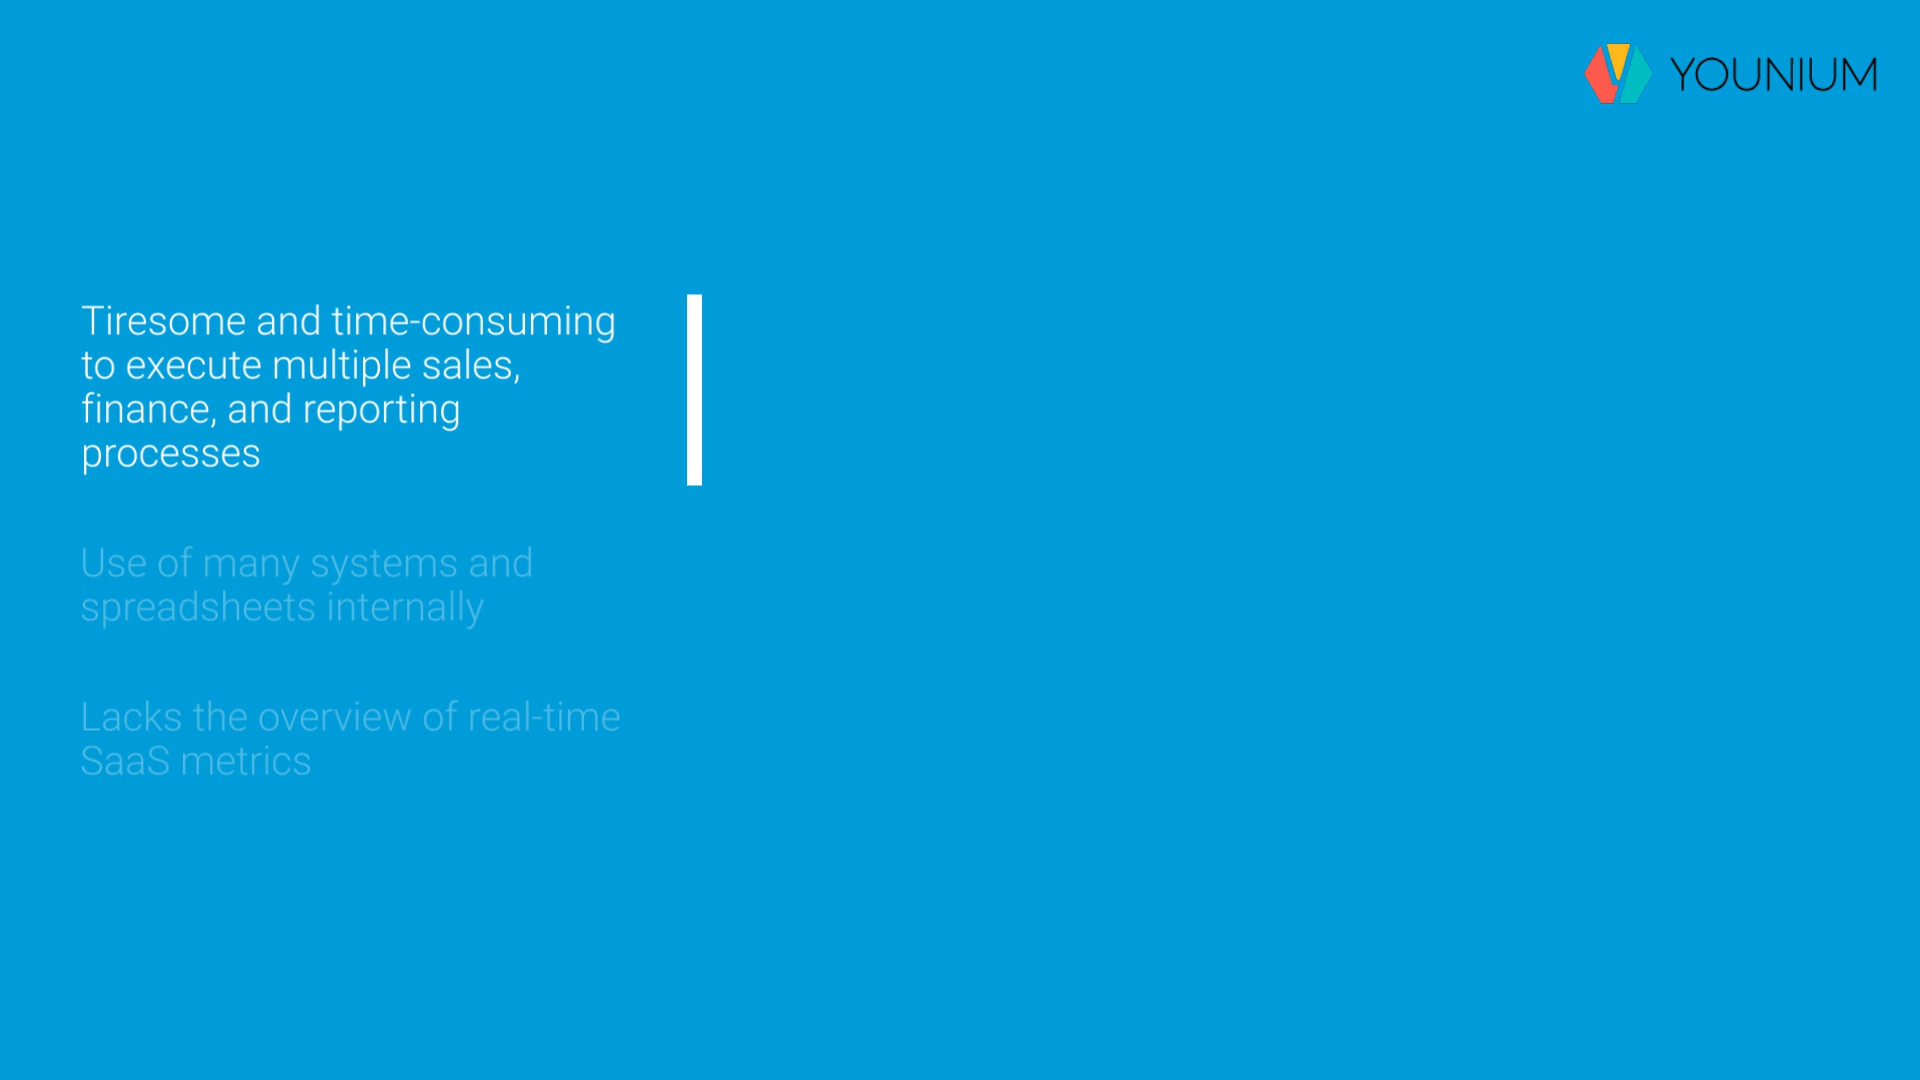 YOUNIUM
Tiresome and time-consuming
to execute multiple sales,
finance, and reporting
processes
Use of many systems and
spreadsheets internally
Lacks the overview of real-time
SaaS metrics